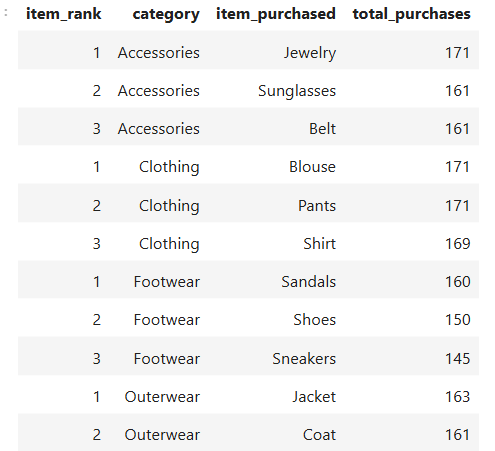 : item_rank category item_purchased total_purchases
1 Accessories Jewelry 171
2 Accessories Sunglasses 161
3 Accessories Belt 161
1 Clothing Blouse 171
2 Clothing Pants 171
3 Clothing Shirt 169
1 Footwear Sandals 160
2 Footwear Shoes 150
3 Footwear Sneakers 145
1 Outerwear Jacket 163
2 Outerwear Coat 161